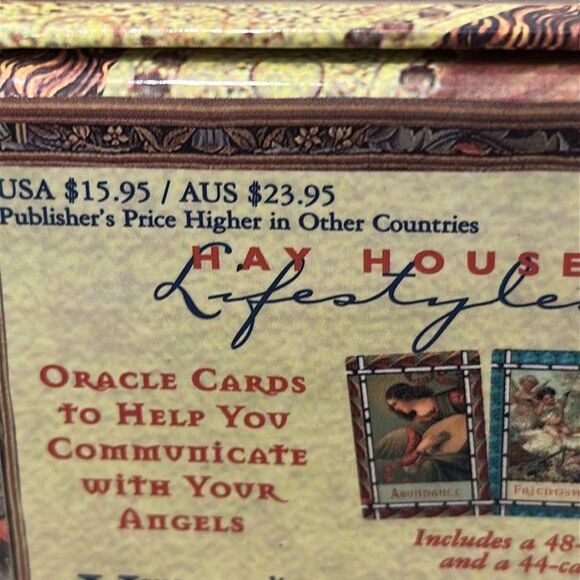 USA $15.95 / AUS $23.95
Publisher's Price Higher in Other Countries
HAY HOUSE
Lifestyle
ORACLE CARDS
TO HELP YOU
COMMUNICATE
WITH YOUR
ANGELS
ABUNDANCE
Includes a 48-
and a 44-ca